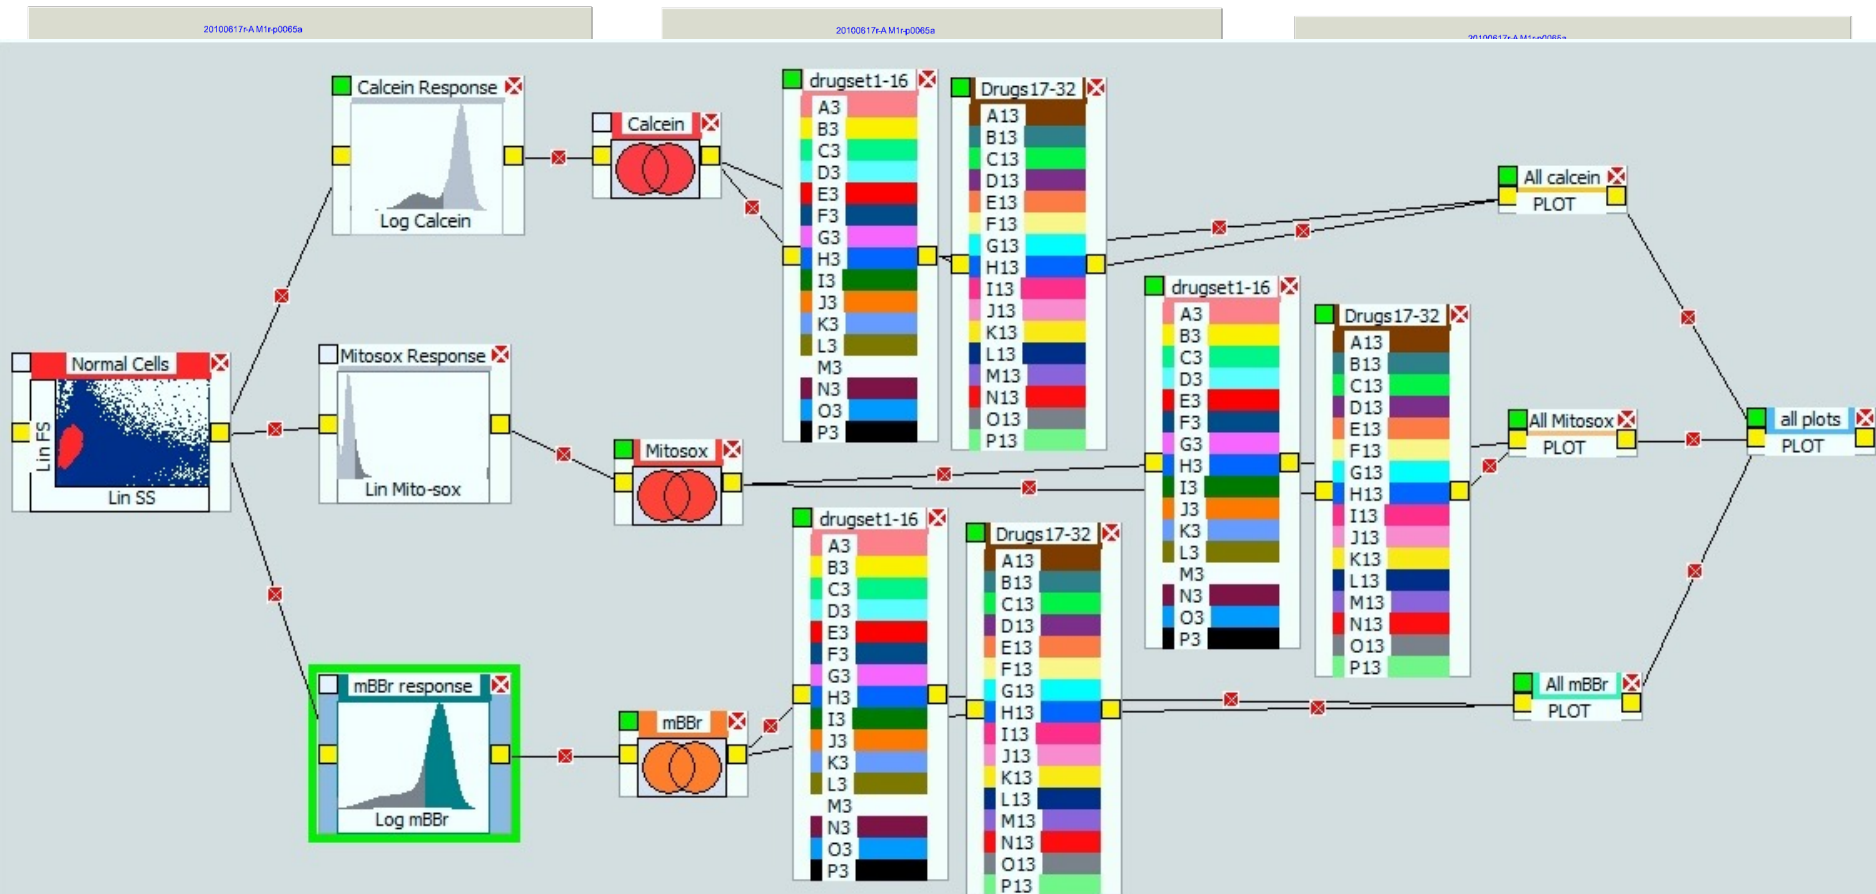 20100617r-A M1r-p0065a
20100617r-A M1r-p0065a
20100617r-A M1r-p0065a
Calcein Response
Log Calcein
Calcein
drugset1-16
A3
B3
C3
D3
E3
F3
G3
H3
I3
J3
K3
L3
M3
N3
O3
P3
Drugs17-32
A13
B13
C13
D13
E13
F13
G13
H13
I13
J13
K13
L13
M13
N13
O13
P13
All calcein
PLOT
Normal Cells
Lin FS
Lin SS
Mitosox Response
Lin Mito-sox
Mitosox
drugset1-16
A3
B3
C3
D3
E3
F3
G3
H3
I3
J3
K3
L3
M3
N3
O3
P3
Drugs17-32
A13
B13
C13
D13
E13
F13
G13
H13
I13
J13
K13
L13
M13
N13
O13
P13
All Mitosox
PLOT
all plots
PLOT
mBBr response
Log mBBr
mBBr
drugset1-16
A3
B3
C3
D3
E3
F3
G3
H3
I3
J3
K3
L3
M3
N3
O3
P3
Drugs17-32
A13
B13
C13
D13
E13
F13
G13
H13
I13
J13
K13
L13
M13
N13
O13
P13
All mBBr
PLOT